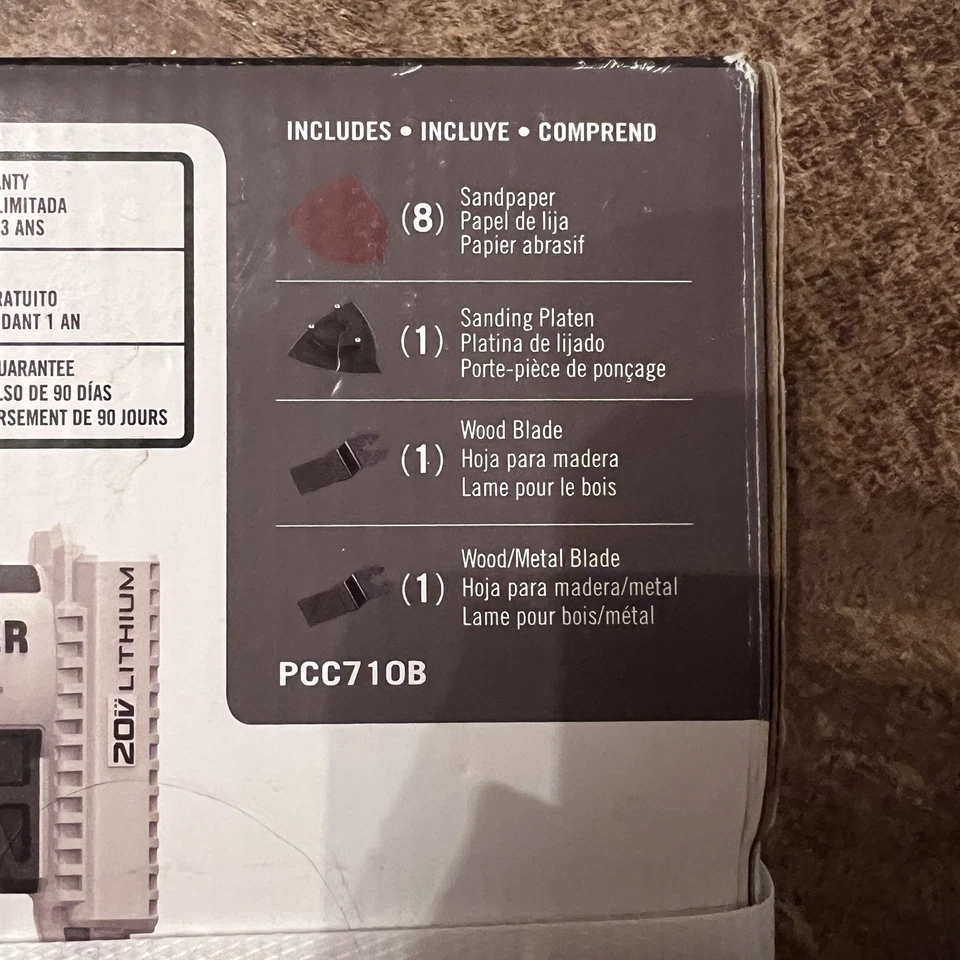 INCLUDES • INCLUYE • COMPREND
(8) Sandpaper
Papel de lija
Papier abrasif
(1) Sanding Platen
Platina de lijado
Porte-pièce de ponçage
(1) Wood Blade
Hoja para madera
Lame pour le bois
(1) Wood/Metal Blade
Hoja para madera/metal
Lame pour bois/métal
PCC710B
ANTY
LIMITADA
3 ANS
RATUITO
DANT 1 AN
UARANTEE
LSO DE 90 DÍAS
RSEMENT DE 90 JOURS
ER
20V LITHIUM